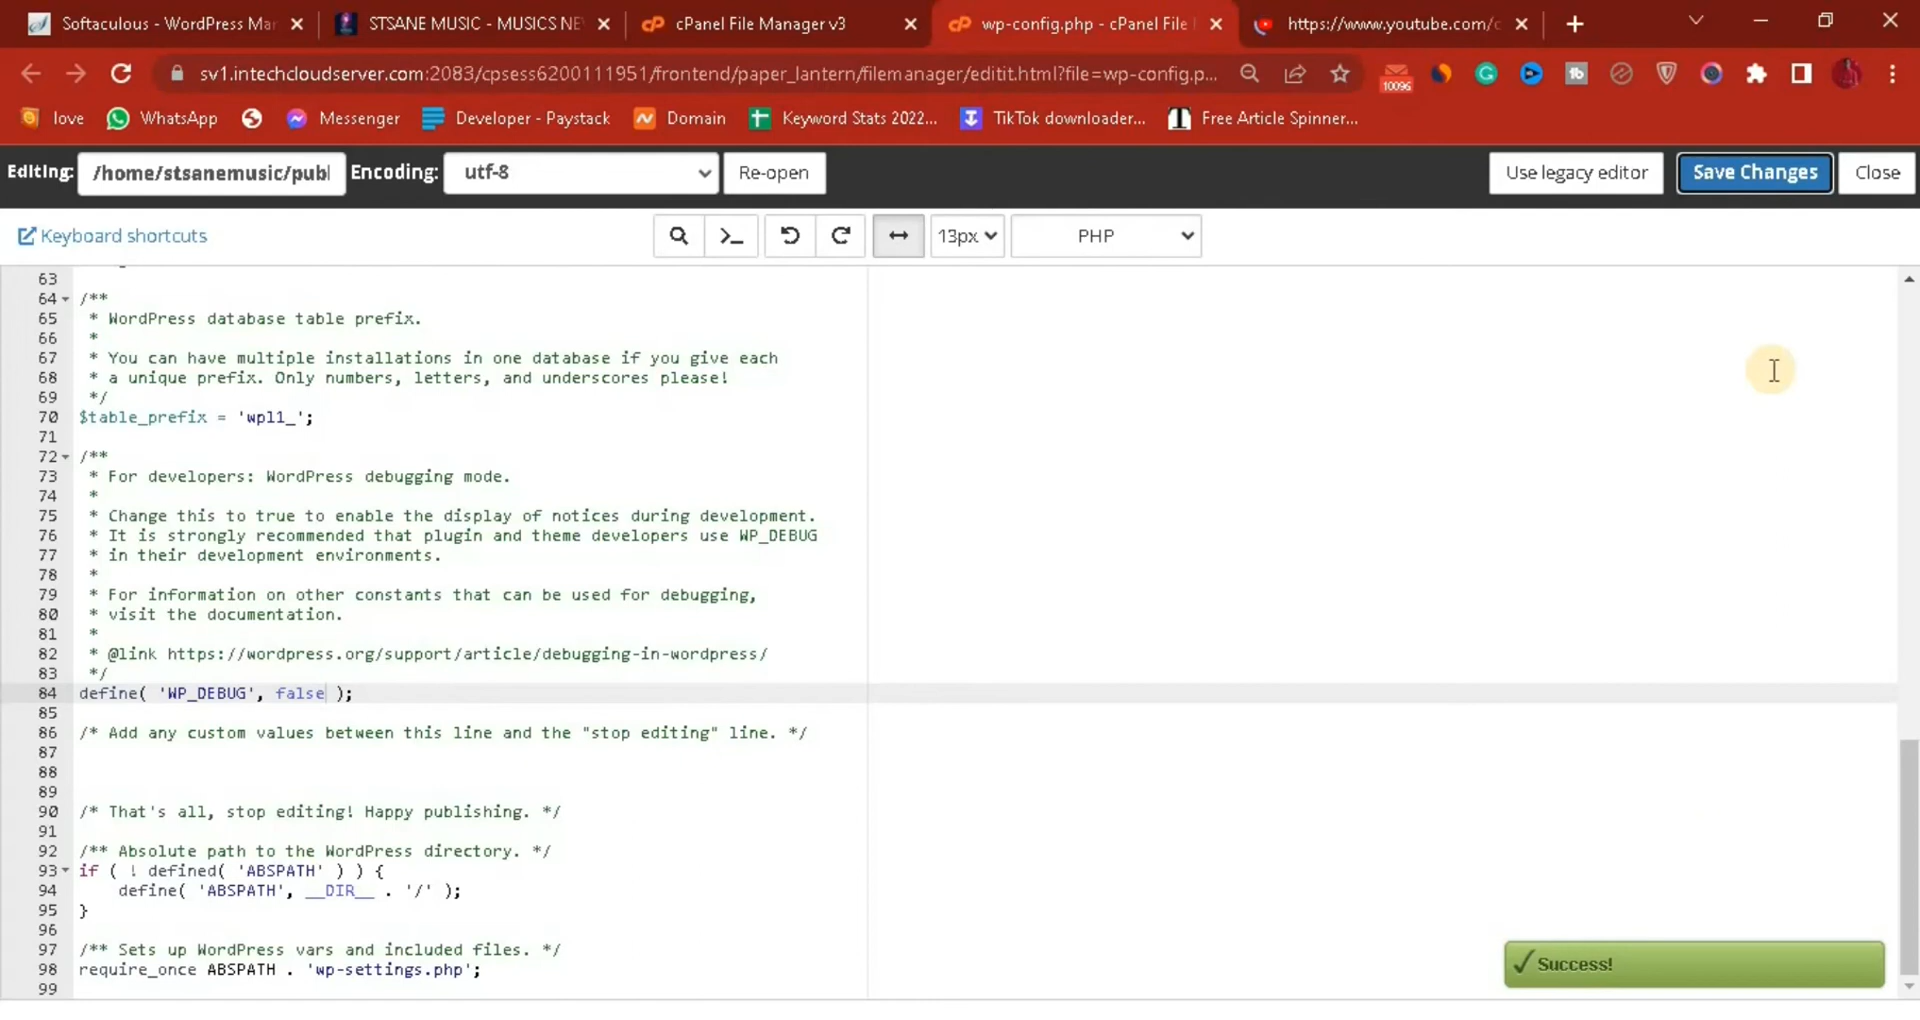 Softaculous - WordPress Mar
STSANE MUSIC - MUSICS NE
cPanel File Manager v3
wp-config.php - cPanel File
https://www.youtube.com/c
sv1.intechcloudserver.com:2083/cpsess6200111951/frontend/paper_lantern/filemanager/editit.html?file=wp-config.p...
10096
love
WhatsApp
Messenger
Developer - Paystack
Domain
Keyword Stats 2022...
TikTok downloader...
Free Article Spinner...
Editing: /home/stsanemusic/publ Encoding: utf-8 Re-open Use legacy editor Save Changes Close
Keyboard shortcuts 13px PHP
63
64 /**
65 * WordPress database table prefix.
66 *
67 * You can have multiple installations in one database if you give each
68 * a unique prefix. Only numbers, letters, and underscores please!
69 */
70 $table_prefix = 'wpl1_';
71
72 /**
73 * For developers: WordPress debugging mode.
74 *
75 * Change this to true to enable the display of notices during development.
76 * It is strongly recommended that plugin and theme developers use WP_DEBUG
77 * in their development environments.
78 *
79 * For information on other constants that can be used for debugging,
80 * visit the documentation.
81 *
82 * @link https://wordpress.org/support/article/debugging-in-wordpress/
83 */
84 define( 'WP_DEBUG', false );
85
86 /* Add any custom values between this line and the "stop editing" line. */
87
88
89
90 /* That's all, stop editing! Happy publishing. */
91
92 /** Absolute path to the WordPress directory. */
93 if ( ! defined( 'ABSPATH' ) ) {
94 define( 'ABSPATH', __DIR__ . '/' );
95 }
96
97 /** Sets up WordPress vars and included files. */
98 require_once ABSPATH . 'wp-settings.php';
99
Success!